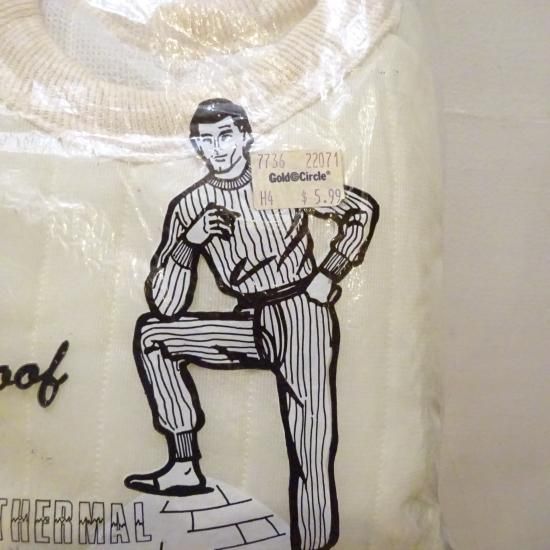 7736 22071
Gold Circle®
H4 $5.99
oof
THERMAL